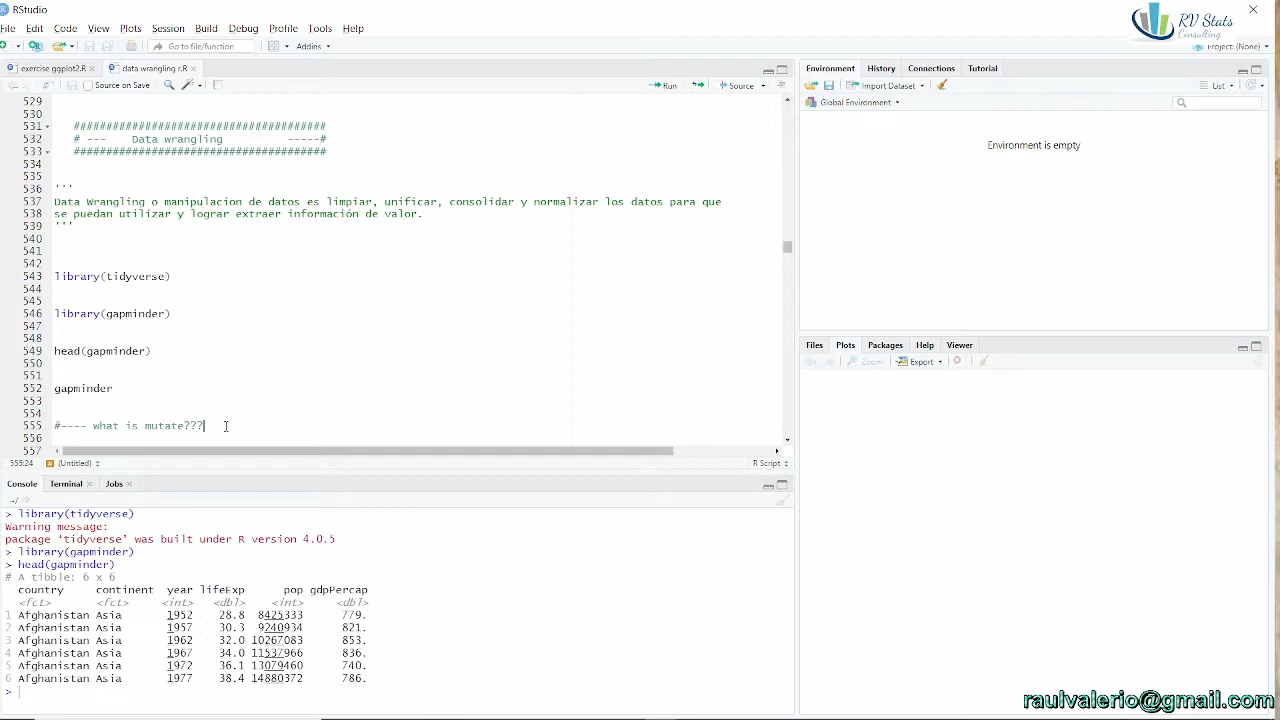 RStudio
File Edit Code View Plots Session Build Debug Profile Tools Help
RV Stats
Consulting
Go to file/function
Addins
Project: (None)
exercise ggplot2.R
data wrangling r.R
Source on Save
Run
Source
529
530
531 #######################################
532 # --- Data wrangling -----#
533 #######################################
534
535
536 '''
537 Data Wrangling o manipulacion de datos es limpiar, unificar, consolidar y normalizar los datos para que
538 se puedan utilizar y lograr extraer información de valor.
539 '''
540
541
542
543 library(tidyverse)
544
545
546 library(gapminder)
547
548
549 head(gapminder)
550
551
552 gapminder
553
554
555 #---- what is mutate???
556
557
555:24 (Untitled) R Script
Console Terminal Jobs
~/
> library(tidyverse)
Warning message:
package ‘tidyverse’ was built under R version 4.0.5
> library(gapminder)
> head(gapminder)
# A tibble: 6 x 6
country continent year lifeExp pop gdpPercap
<fct> <fct> <int> <dbl> <int> <dbl>
1 Afghanistan Asia 1952 28.8 8425333 779.
2 Afghanistan Asia 1957 30.3 9240934 821.
3 Afghanistan Asia 1962 32.0 10267083 853.
4 Afghanistan Asia 1967 34.0 11537966 836.
5 Afghanistan Asia 1972 36.1 13079460 740.
6 Afghanistan Asia 1977 38.4 14880372 786.
>
Environment History Connections Tutorial
Import Dataset
List
Global Environment
Environment is empty
Files Plots Packages Help Viewer
Zoom Export
raulvalerio@gmail.com